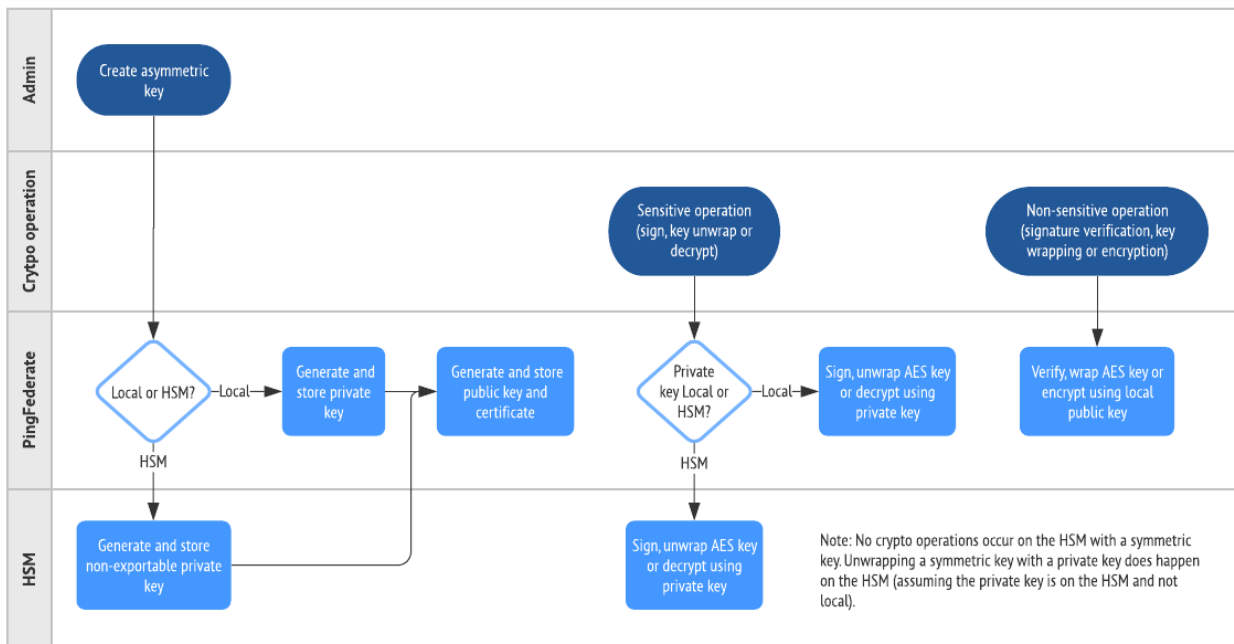 Admin
Create asymmetric
key
Crytpo operation
Sensitive operation
(sign, key unwrap or
decrypt)
Non-sensitive operation
(signature verification, key
wrapping or encryption)
PingFederate
Local or HSM?
Local
Generate and
store private
key
Generate and store
public key and
certificate
Private
key Local or
HSM?
Local
Sign, unwrap AES key
or decrypt using
private key
Verify, wrap AES key or
encrypt using local
public key
HSM
HSM
HSM
Generate and store
non-exportable private
key
Sign, unwrap AES key
or decrypt using
private key
Note: No crypto operations occur on the HSM with a symmetric
key. Unwrapping a symmetric key with a private key does happen
on the HSM (assuming the private key is on the HSM and not
local).